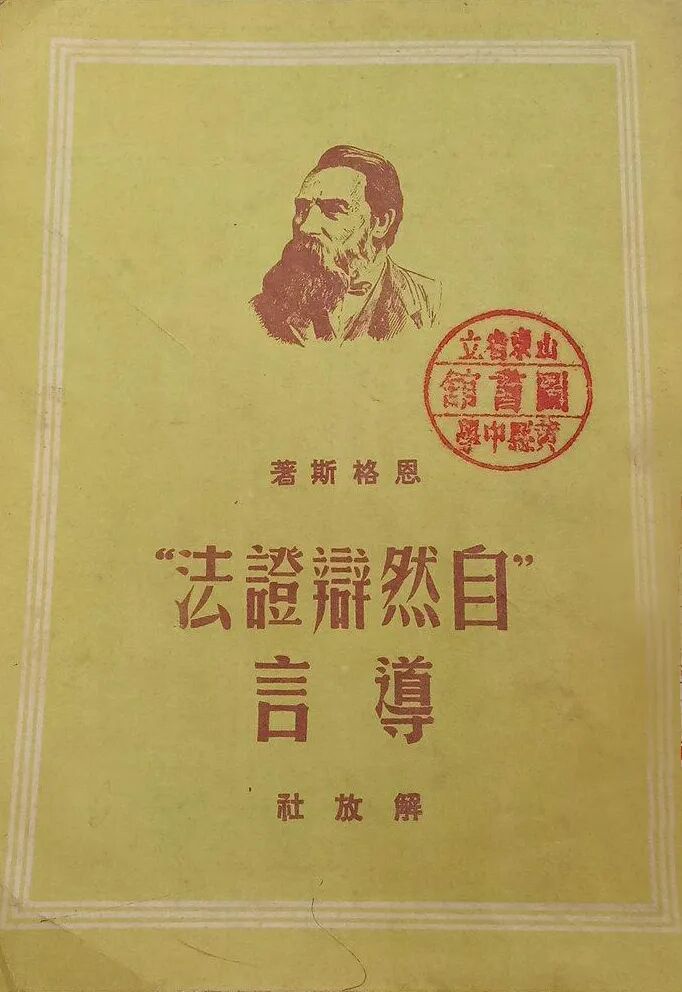 山東省立
圖書館
黃縣中學
恩格斯著
"自然辯證法"
導言
解放社